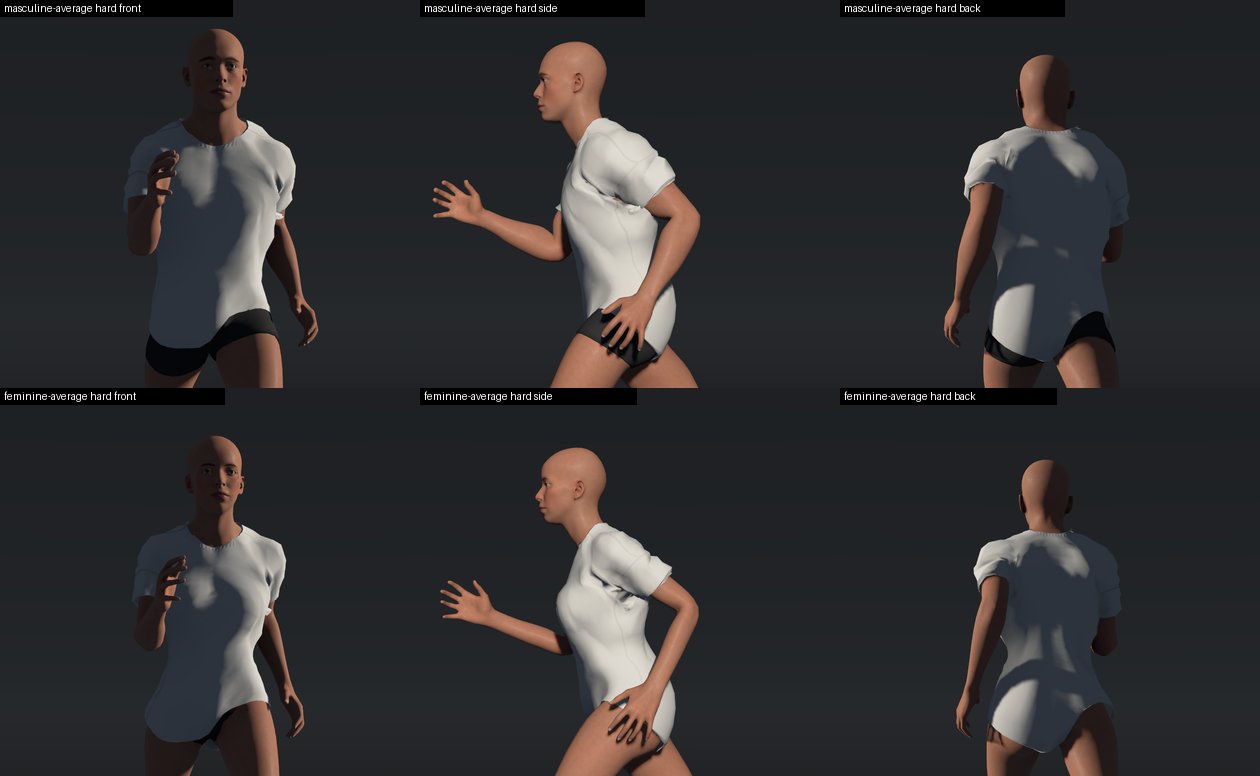 masculine-average hard front
masculine-average hard side
masculine-average hard back
feminine-average hard front
feminine-average hard side
feminine-average hard back